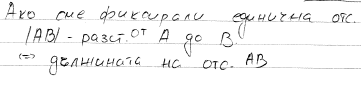 Ако сме фиксирали единична отс.
|AB| - разст. от A до B.
(=) дължината на отс. AB